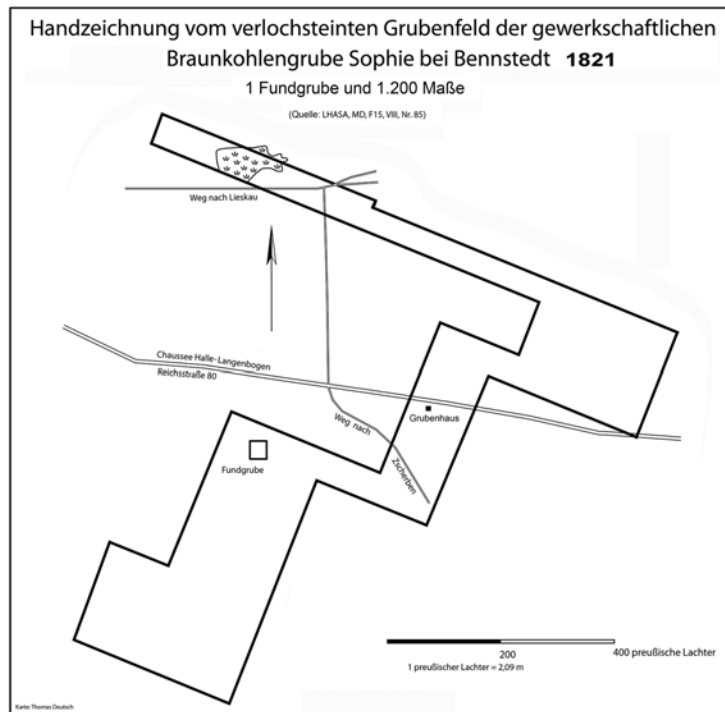 Handzeichnung vom verlochsteinten Grubenfeld der gewerkschaftlichen
Braunkohlengrube Sophie bei Bennstedt 1821
1 Fundgrube und 1.200 Maße
(Quelle: LHASA, MD, F15, VIII, Nr. 85)
Weg nach Lieskau
Chaussee Halle-Langenbogen
Reichsstraße 80
Grubenhaus
Weg nach
Zscherben
Fundgrube
200
400 preußische Lachter
1 preußischer Lachter = 2,09 m
Karte: Thomas Deutsch